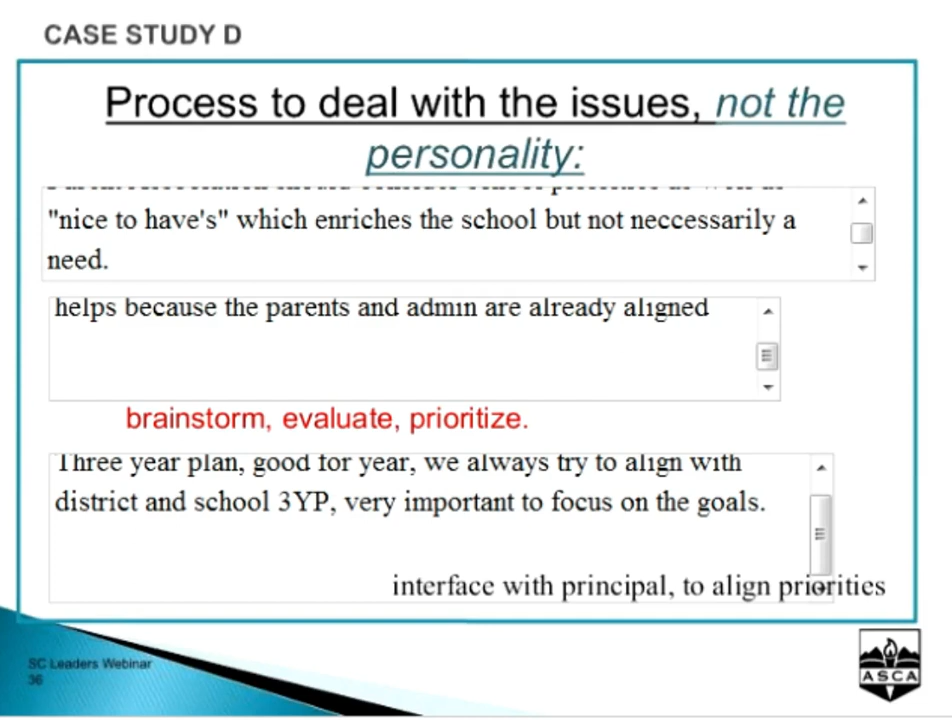 CASE STUDY D
Process to deal with the issues, not the
personality:
"nice to have's" which enriches the school but not neccessarily a
need.
helps because the parents and admin are already aligned
brainstorm, evaluate, prioritize.
Three year plan, good for year, we always try to align with
district and school 3YP, very important to focus on the goals.
interface with principal, to align priorities
SC Leaders Webinar
36
ASCA